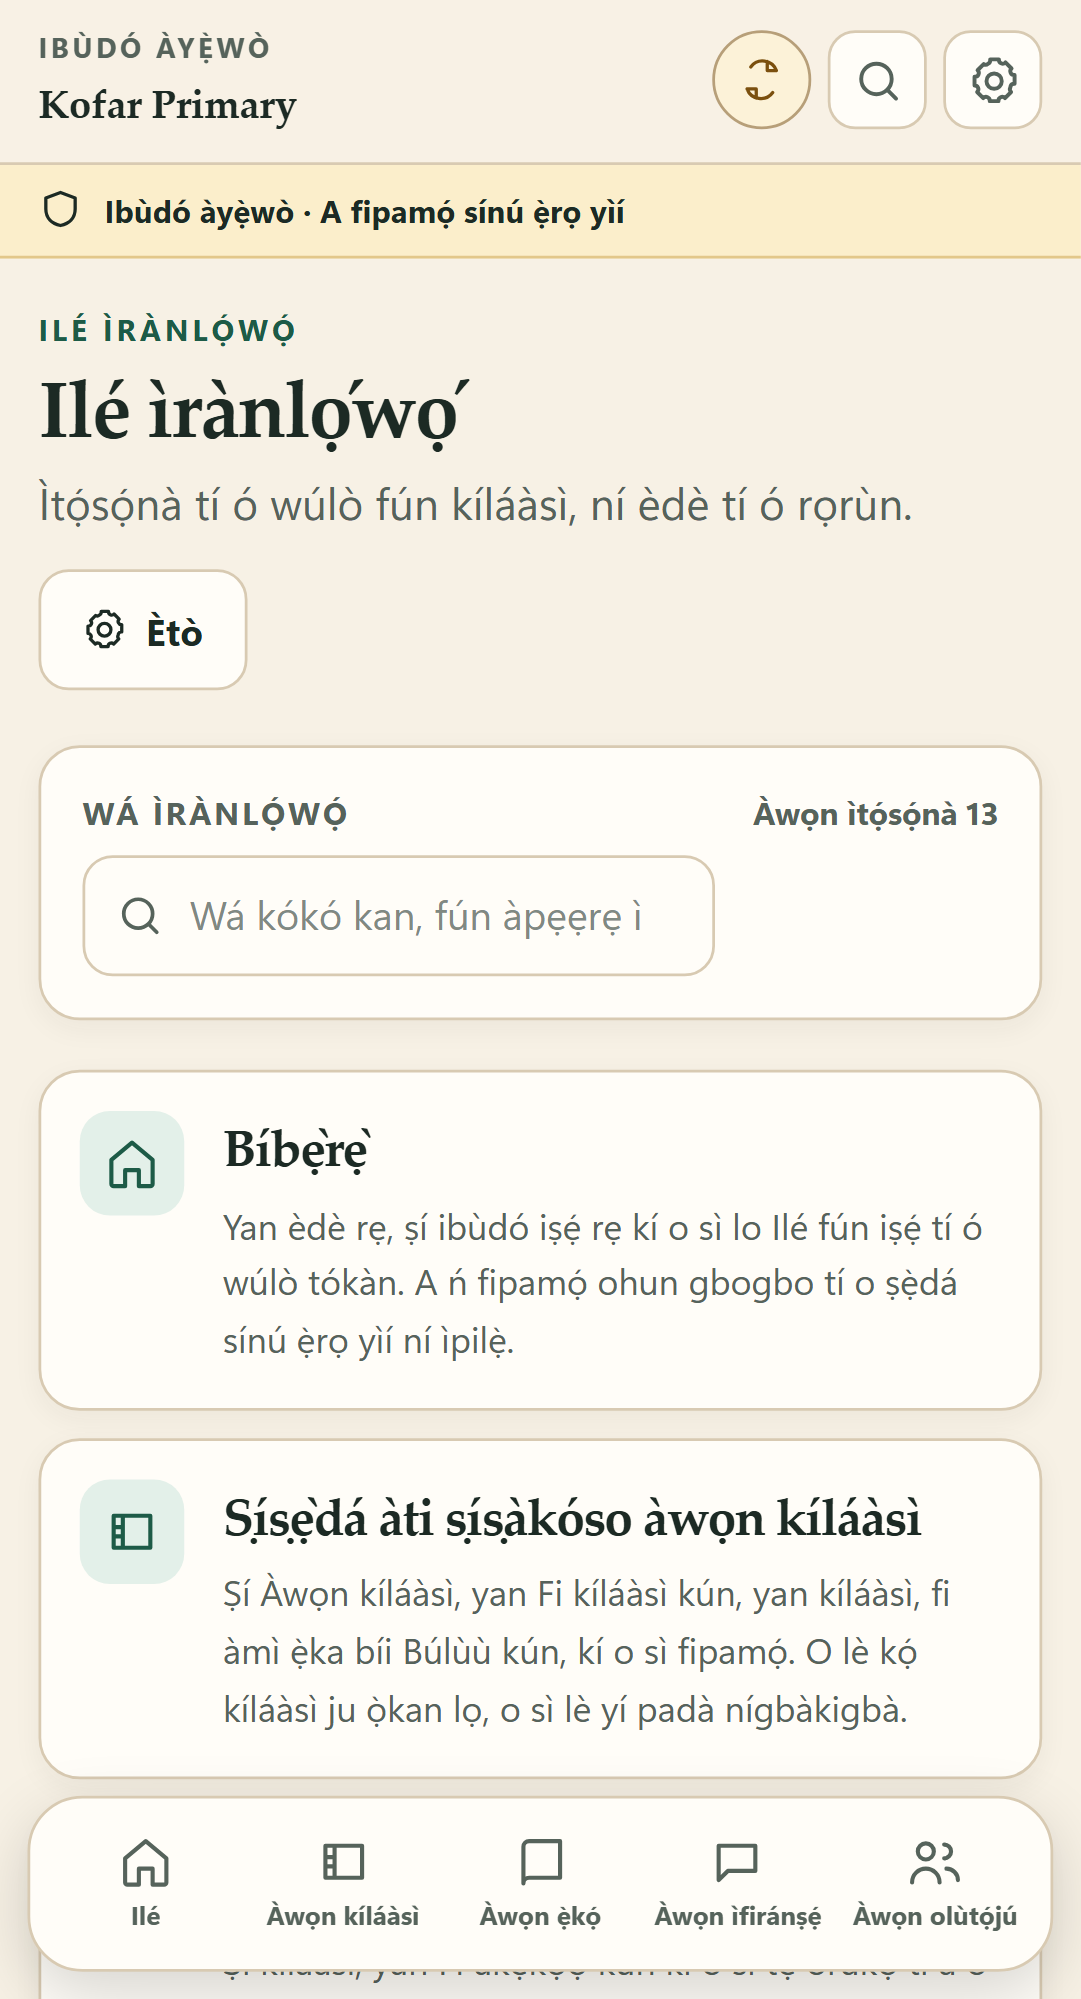 IBÙDÓ ÀYẸ̀WÒ
Kofar Primary
Ibùdó àyẹ̀wò · A fipamọ́ sínú ẹ̀rọ yìí
ILÉ ÌRÀNLỌ́WỌ́
Ilé ìrànlọ́wọ́
Ìtọ́sọ́nà tí ó wúlò fún kíláàsì, ní èdè tí ó rọrùn.
Ètò
WÁ ÌRÀNLỌ́WỌ́
Àwọn ìtọ́sọ́nà 13
Wá kókó kan, fún àpẹẹrẹ ì
Bíbẹ̀rẹ̀
Yan èdè rẹ, ṣí ibùdó iṣẹ́ rẹ kí o sì lo Ilé fún iṣẹ́ tí ó
wúlò tókàn. A ń fipamọ́ ohun gbogbo tí o ṣẹ̀dá
sínú ẹ̀rọ yìí ní ìpilẹ̀.
Ṣíṣẹ̀dá àti ṣíṣàkóso àwọn kíláàsì
Ṣí Àwọn kíláàsì, yan Fi kíláàsì kún, yan kíláàsì, fi
àmì ẹ̀ka bíi Búlùù kún, kí o sì fipamọ́. O lè kọ́
kíláàsì ju ọ̀kan lọ, o sì lè yí padà nígbàkigbà.
Ilé
Àwọn kíláàsì
Àwọn ẹ̀kọ́
Àwọn ìfiránṣẹ́
Àwọn olùtọ́jú